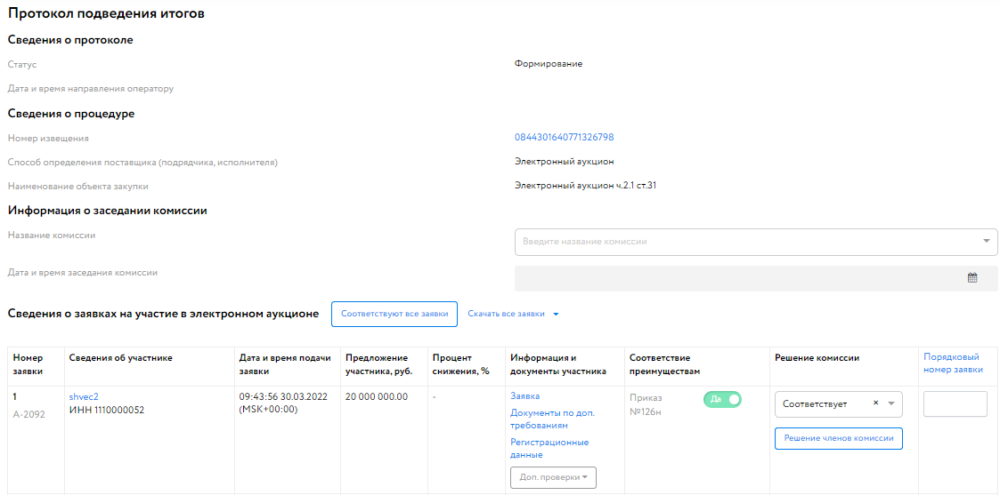 Протокол подведения итогов
Сведения о протоколе
Статус
Формирование
Дата и время направления оператору
Сведения о процедуре
Номер извещения
0844301640771326798
Способ определения поставщика (подрядчика, исполнителя)
Электронный аукцион
Наименование объекта закупки
Электронный аукцион ч.2.1 ст.31
Информация о заседании комиссии
Название комиссии
Введите название комиссии
Дата и время заседания комиссии
Сведения о заявках на участие в электронном аукционе
Соответствуют все заявки
Скачать все заявки
Номер
заявки
Сведения об участнике
Дата и время подачи
заявки
Предложение
участника, руб.
Процент
снижения, %
Информация и
документы участника
Соответствие
преимуществам
Решение комиссии
Порядковый
номер заявки
1
А-2092
shvec2
ИНН 1110000052
09:43:56 30.03.2022
(MSK+00:00)
20 000 000.00
-
Заявка
Документы по доп.
требованиям
Регистрационные
данные
Доп. проверки
Приказ
№126н
Да
Соответствует ×
Решение членов комиссии